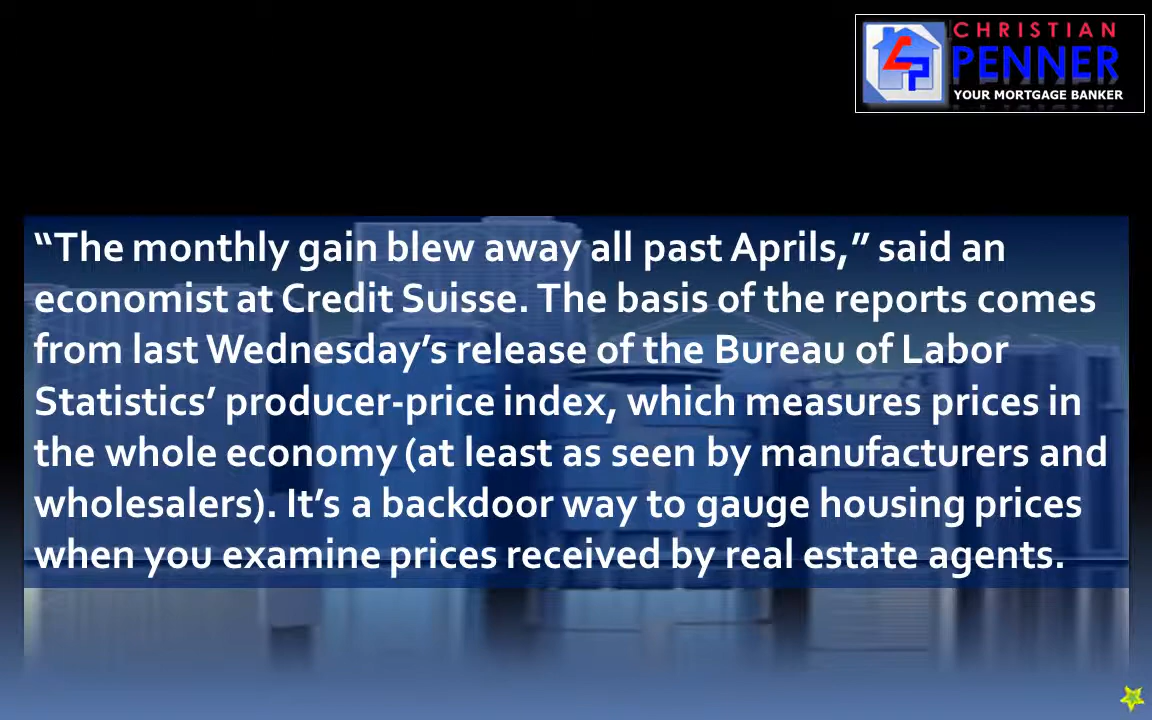 CHRISTIAN
PENNER
YOUR MORTGAGE BANKER
“The monthly gain blew away all past Aprils,” said an
economist at Credit Suisse. The basis of the reports comes
from last Wednesday’s release of the Bureau of Labor
Statistics’ producer-price index, which measures prices in
the whole economy (at least as seen by manufacturers and
wholesalers). It’s a backdoor way to gauge housing prices
when you examine prices received by real estate agents.